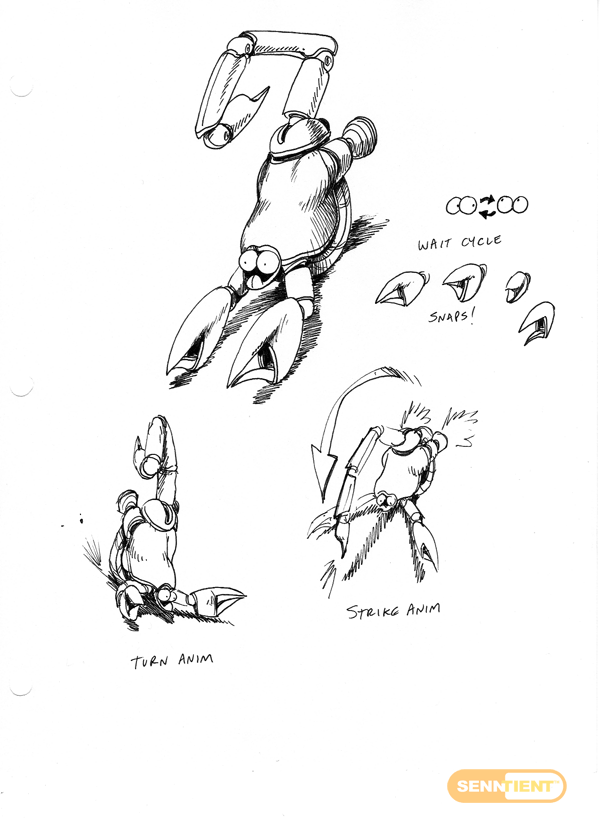 WAIT CYCLE
SNAPS!
TURN ANIM
STRIKE ANIM
SENNTIENT